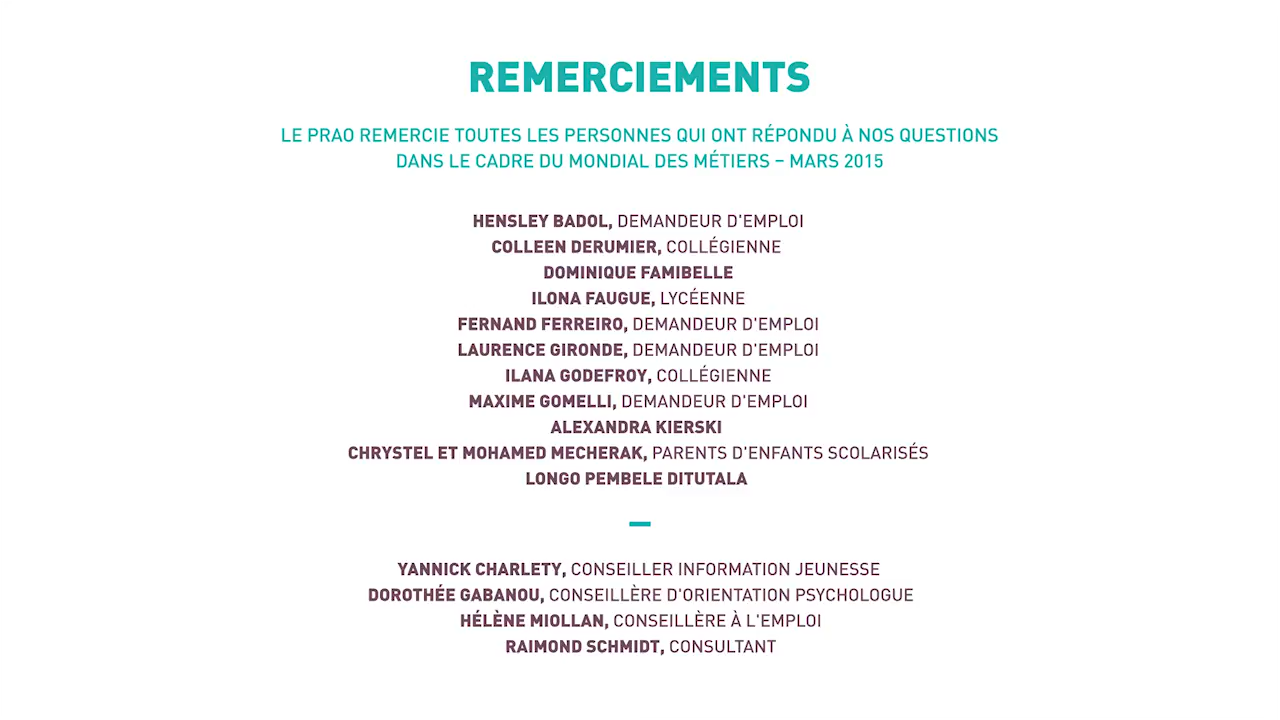 REMERCIEMENTS
LE PRAO REMERCIE TOUTES LES PERSONNES QUI ONT RÉPONDU À NOS QUESTIONS
DANS LE CADRE DU MONDIAL DES MÉTIERS – MARS 2015
HENSLEY BADOL, DEMANDEUR D'EMPLOI
COLLEEN DERUMIER, COLLÉGIENNE
DOMINIQUE FAMIBELLE
ILONA FAUGUE, LYCÉENNE
FERNAND FERREIRO, DEMANDEUR D'EMPLOI
LAURENCE GIRONDE, DEMANDEUR D'EMPLOI
ILANA GODEFROY, COLLÉGIENNE
MAXIME GOMELLI, DEMANDEUR D'EMPLOI
ALEXANDRA KIERSKI
CHRYSTEL ET MOHAMED MECHERAK, PARENTS D'ENFANTS SCOLARISÉS
LONGO PEMBELE DITUTALA
–
YANNICK CHARLETY, CONSEILLER INFORMATION JEUNESSE
DOROTHÉE GABANOU, CONSEILLÈRE D'ORIENTATION PSYCHOLOGUE
HÉLÈNE MIOLLAN, CONSEILLÈRE À L'EMPLOI
RAIMOND SCHMIDT, CONSULTANT